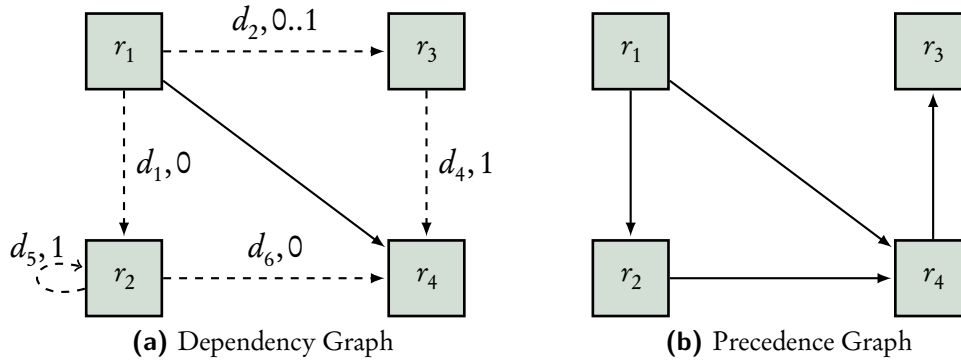 r₁ d₂, 0..1 r₃ r₁ r₃
d₁, 0 d₄, 1
d₅, 1 r₂ d₆, 0 r₄ r₂ r₄
(a) Dependency Graph (b) Precedence Graph